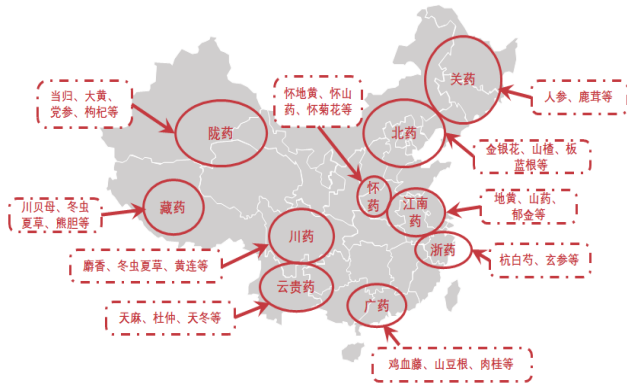 关药
当归、大黄、
党参、枸杞等
怀地黄、怀山
药、怀菊花等
人参、鹿茸等
陇药
北药
金银花、山楂、板
蓝根等
川贝母、冬虫
夏草、熊胆等
藏药
怀药
江南
药
地黄、山药、
郁金等
川药
浙药
麝香、冬虫夏草、黄连等
杭白芍、玄参等
云贵药
广药
天麻、杜仲、天冬等
鸡血藤、山豆根、肉桂等